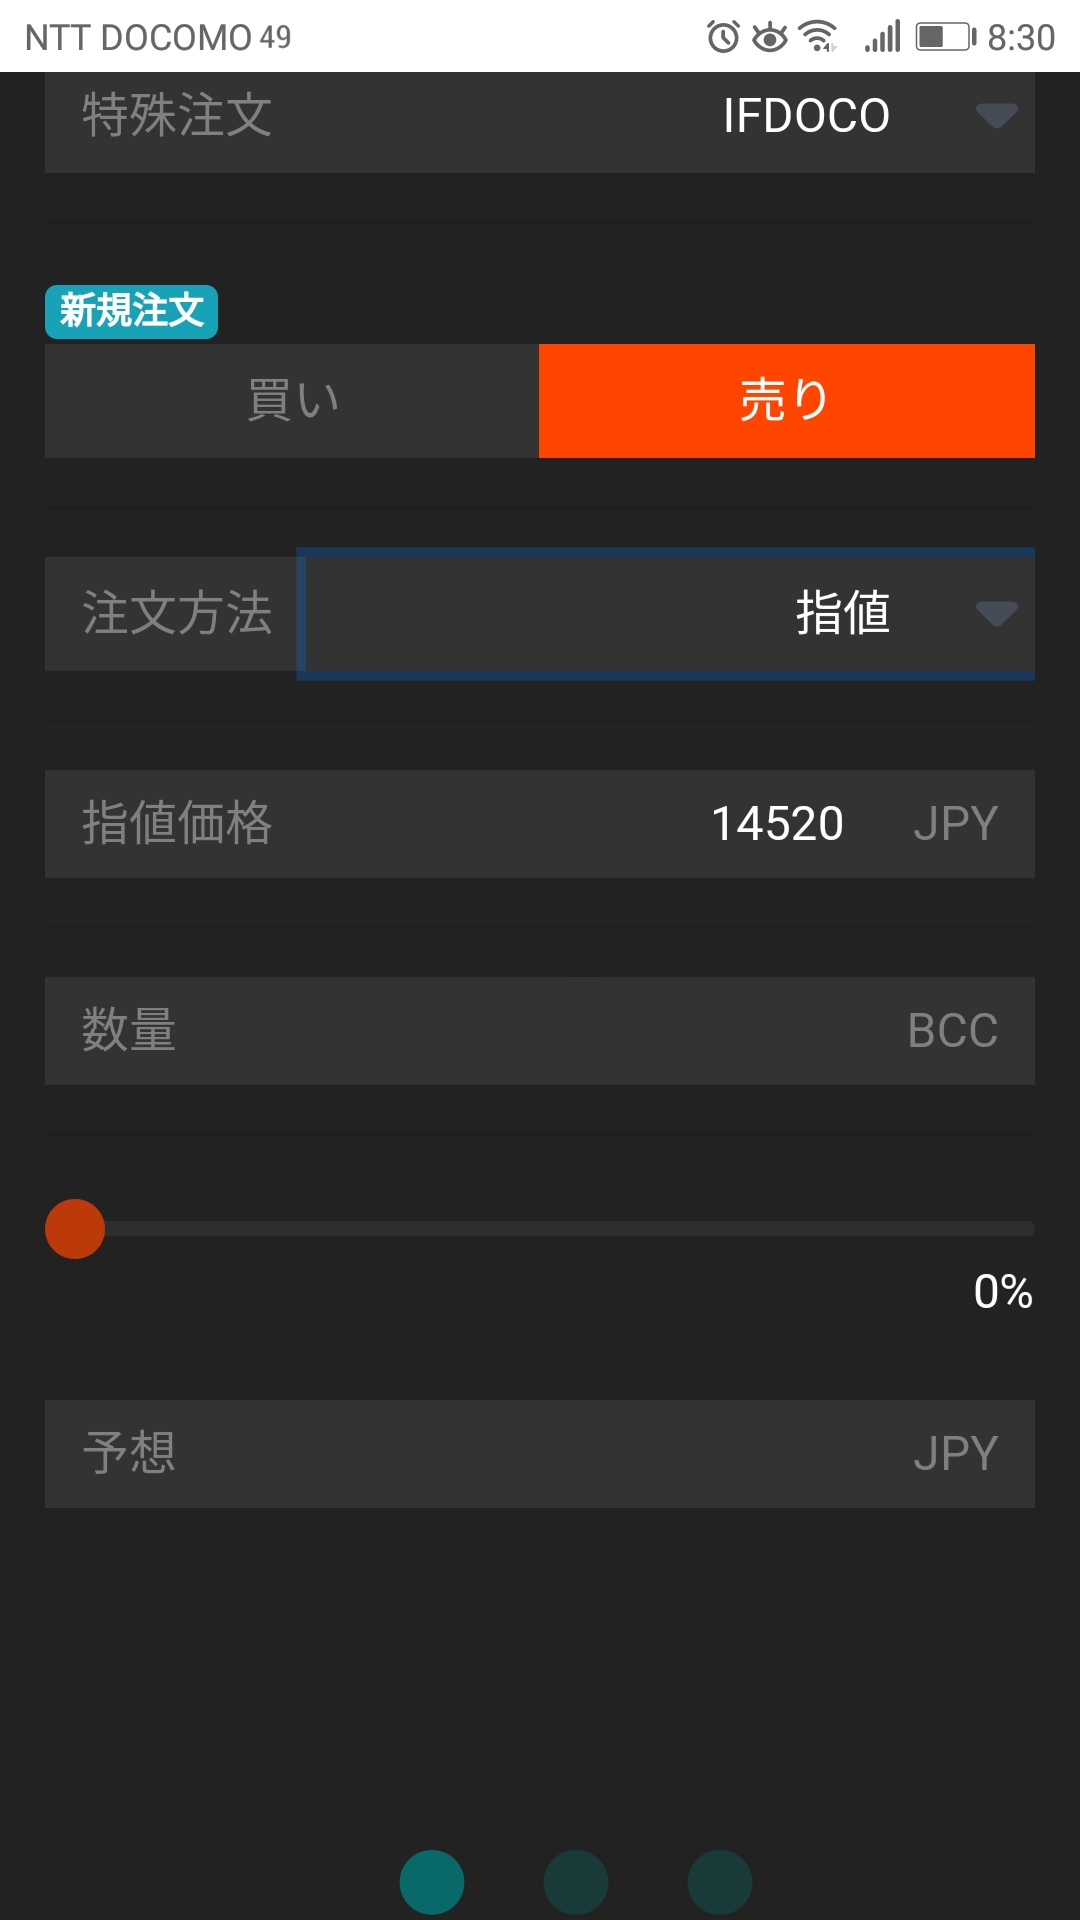 NTT DOCOMO 49 8:30
特殊注文 IFDOCO
新規注文
買い 売り
注文方法 指値
指値価格 14520 JPY
数量 BCC
0%
予想 JPY